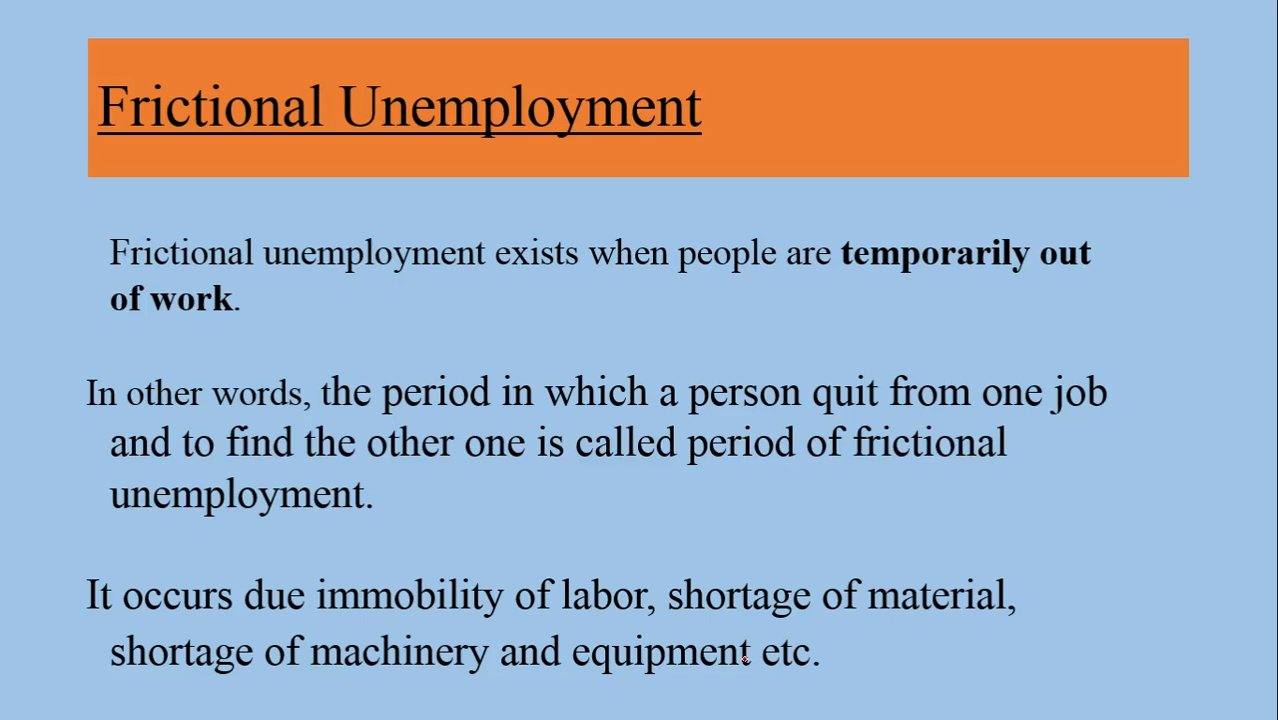 Frictional Unemployment
Frictional unemployment exists when people are temporarily out
of work.
In other words, the period in which a person quit from one job
and to find the other one is called period of frictional
unemployment.
It occurs due immobility of labor, shortage of material,
shortage of machinery and equipment etc.